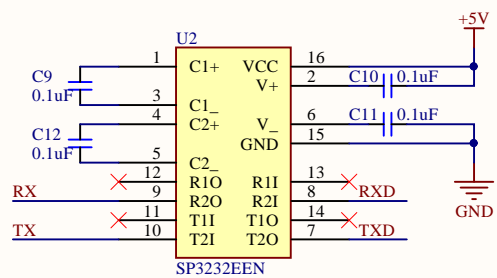 +5V
U2
1 C1+ VCC 16
C9 2 V+ C10 0.1uF
0.1uF
3 C1_
4 C2+ V_ 6 C11 0.1uF
C12 GND 15
0.1uF
5 C2_
12 R1O R1I 13
RX 9 R2O R2I 8 RXD
11 T1I T1O 14
TX 10 T2I T2O 7 TXD
GND
SP3232EEN